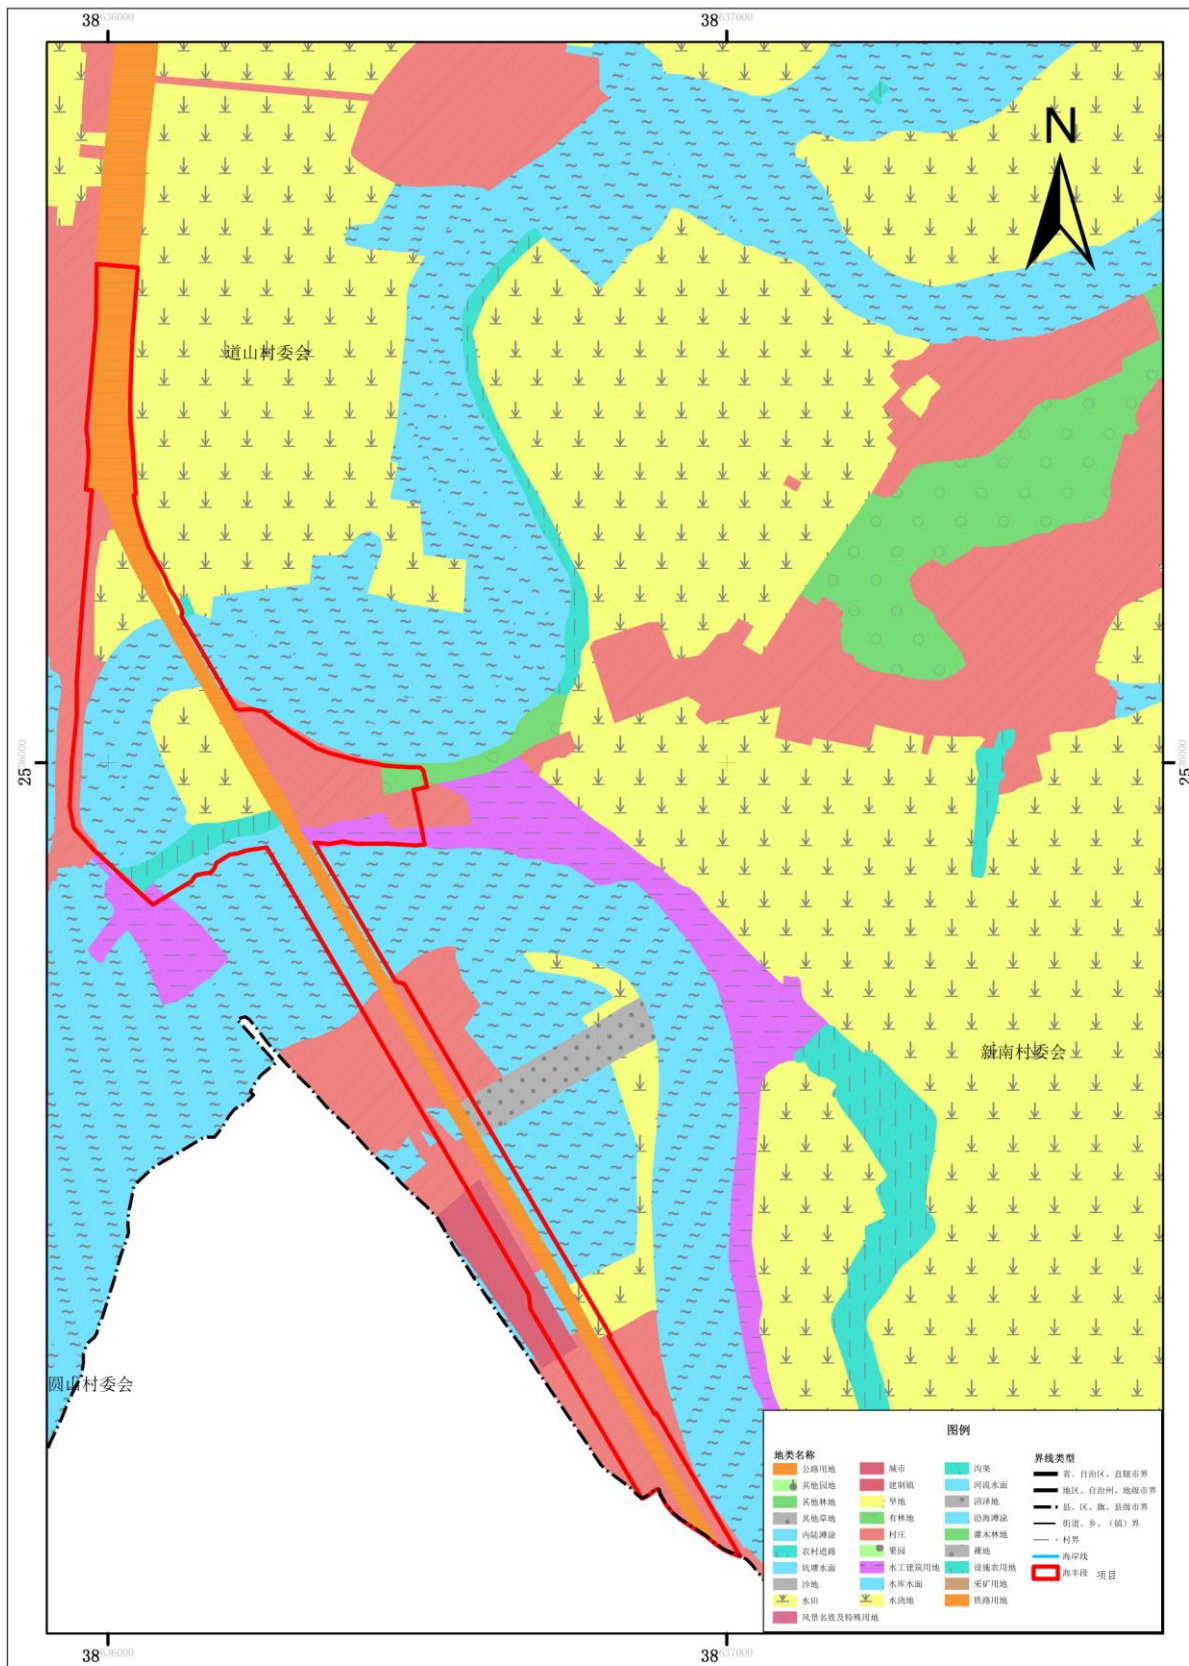 38 636000
38 637000
N
道山村委会
25 36000
25 36000
新南村委会
圆山村委会
图例
地类名称
界线类型
公路用地
城市
沟渠
省、自治区、直辖市界
其他园地
建制镇
河流水面
地区、自治州、地级市界
其他林地
旱地
沼泽地
县、区、旗、县级市界
其他草地
有林地
沿海滩涂
街道、乡、(镇)界
内陆滩涂
村庄
灌木林地
村界
农村道路
果园
裸地
海岸线
坑塘水面
水工建筑用地
设施农用地
海丰段 项目
沙地
水库水面
采矿用地
水田
水浇地
铁路用地
风景名胜及特殊用地
38 636000
38 637000